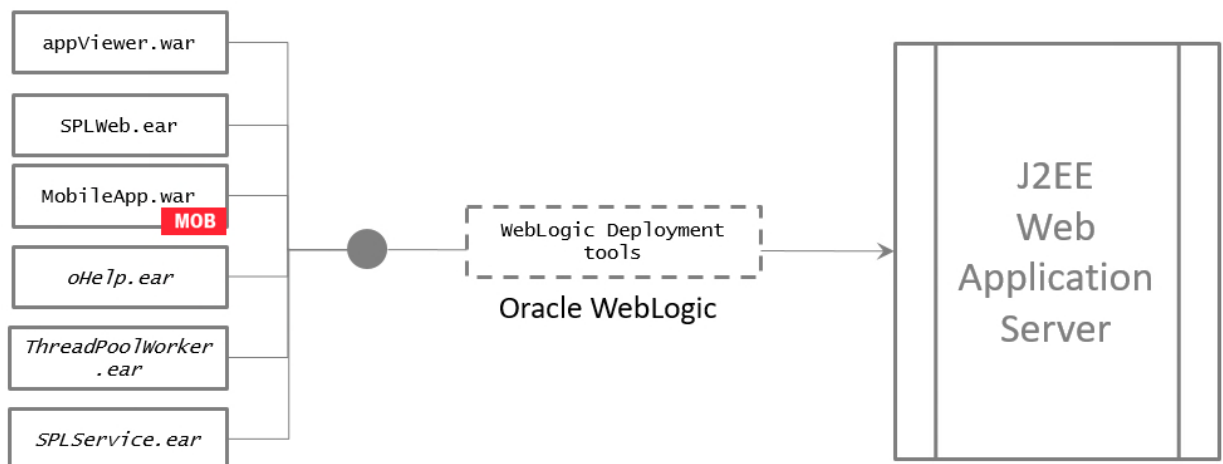 appViewer.war
SPLWeb.ear
MobileApp.war
MOB
oHelp.ear
ThreadPoolWorker
.ear
SPLService.ear
WebLogic Deployment
tools
Oracle WebLogic
J2EE
Web
Application
Server